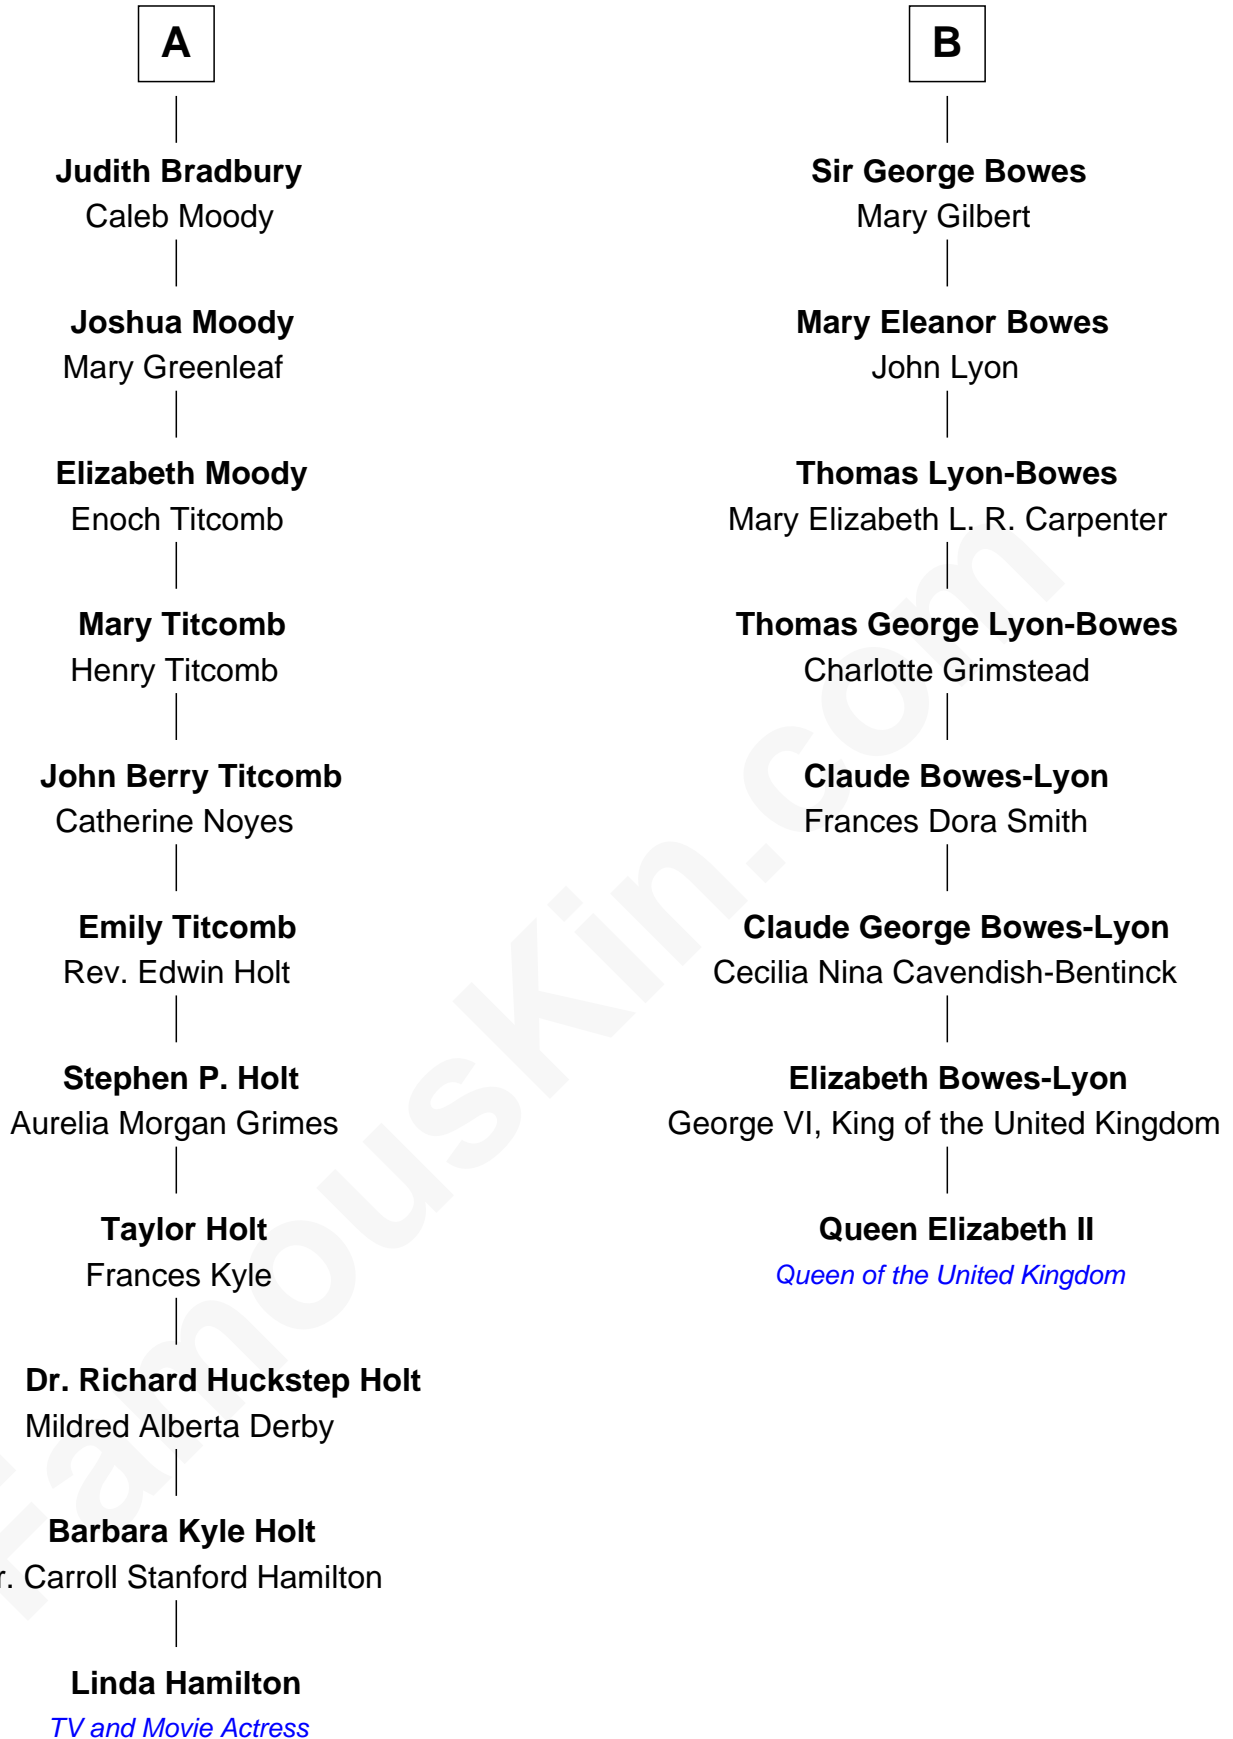 A
Judith Bradbury
Caleb Moody
Joshua Moody
Mary Greenleaf
Elizabeth Moody
Enoch Titcomb
Mary Titcomb
Henry Titcomb
John Berry Titcomb
Catherine Noyes
Emily Titcomb
Rev. Edwin Holt
Stephen P. Holt
Aurelia Morgan Grimes
Taylor Holt
Frances Kyle
Dr. Richard Huckstep Holt
Mildred Alberta Derby
Barbara Kyle Holt
r. Carroll Stanford Hamilton
Linda Hamilton
TV and Movie Actress
B
Sir George Bowes
Mary Gilbert
Mary Eleanor Bowes
John Lyon
Thomas Lyon-Bowes
Mary Elizabeth L. R. Carpenter
Thomas George Lyon-Bowes
Charlotte Grimstead
Claude Bowes-Lyon
Frances Dora Smith
Claude George Bowes-Lyon
Cecilia Nina Cavendish-Bentinck
Elizabeth Bowes-Lyon
George VI, King of the United Kingdom
Queen Elizabeth II
Queen of the United Kingdom
FamousKin.com